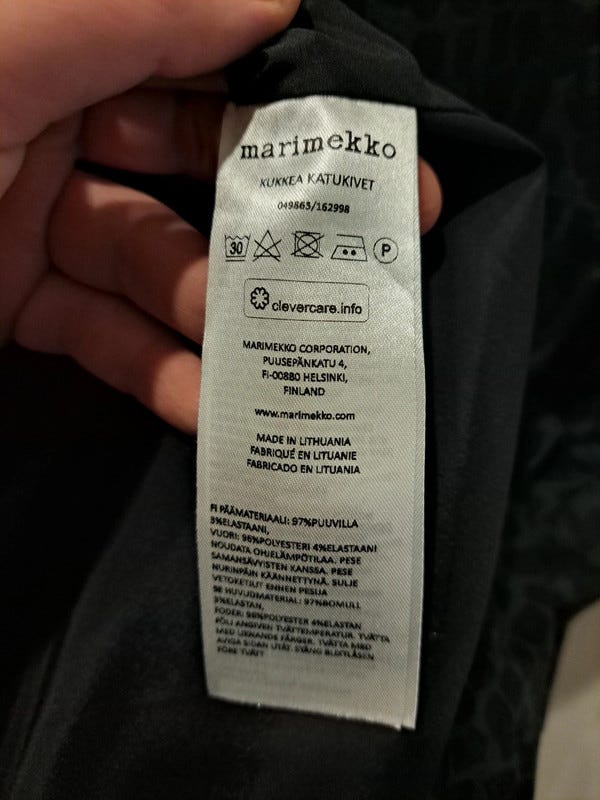 marimekko
KUKKEA KATUKIVET
049863/162998
30 P
clevercare.info
MARIMEKKO CORPORATION,
PUUSEPÄNKATU 4,
FI-00880 HELSINKI,
FINLAND
www.marimekko.com
MADE IN LITHUANIA
FABRIQUÉ EN LITUANIE
FABRICADO EN LITUANIA
FI PÄÄMATERIAALI: 97%PUUVILLA
3%ELASTAANI,
VUORI: 96%POLYESTERI 4%ELASTAANI
NOUDATA OHJELÄMPÖTILAA. PESE
SAMANSÄVYISTEN KANSSA. PESE
NURINPÄIN KÄÄNNETTYNÄ. SULJE
VETOKETJUT ENNEN PESUA
SE HUVUDMATERIAL: 97%BOMULL
3%ELASTAN,
FODER: 96%POLYESTER 4%ELASTAN
FÖLJ ANGIVEN TVÄTTEMPERATUR. TVÄTTA
MED LIKNANDE FÄRGER. TVÄTTA MED
AVIGA SIDAN UTÅT. STÄNG BLIXTLÅSEN
FÖRE TVÄTT